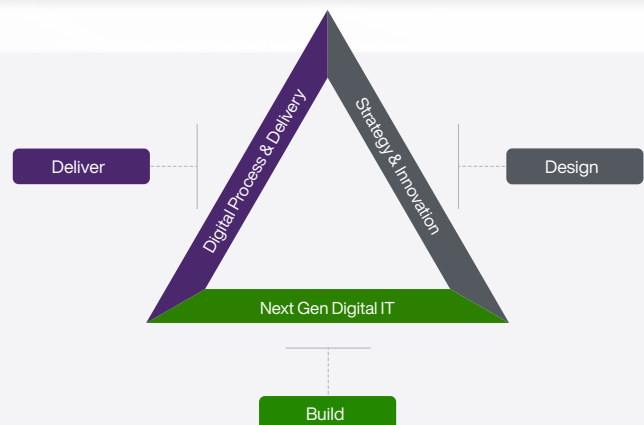 Digital Process & Delivery
Strategy & Innovation
Deliver
Design
Next Gen Digital IT
Build